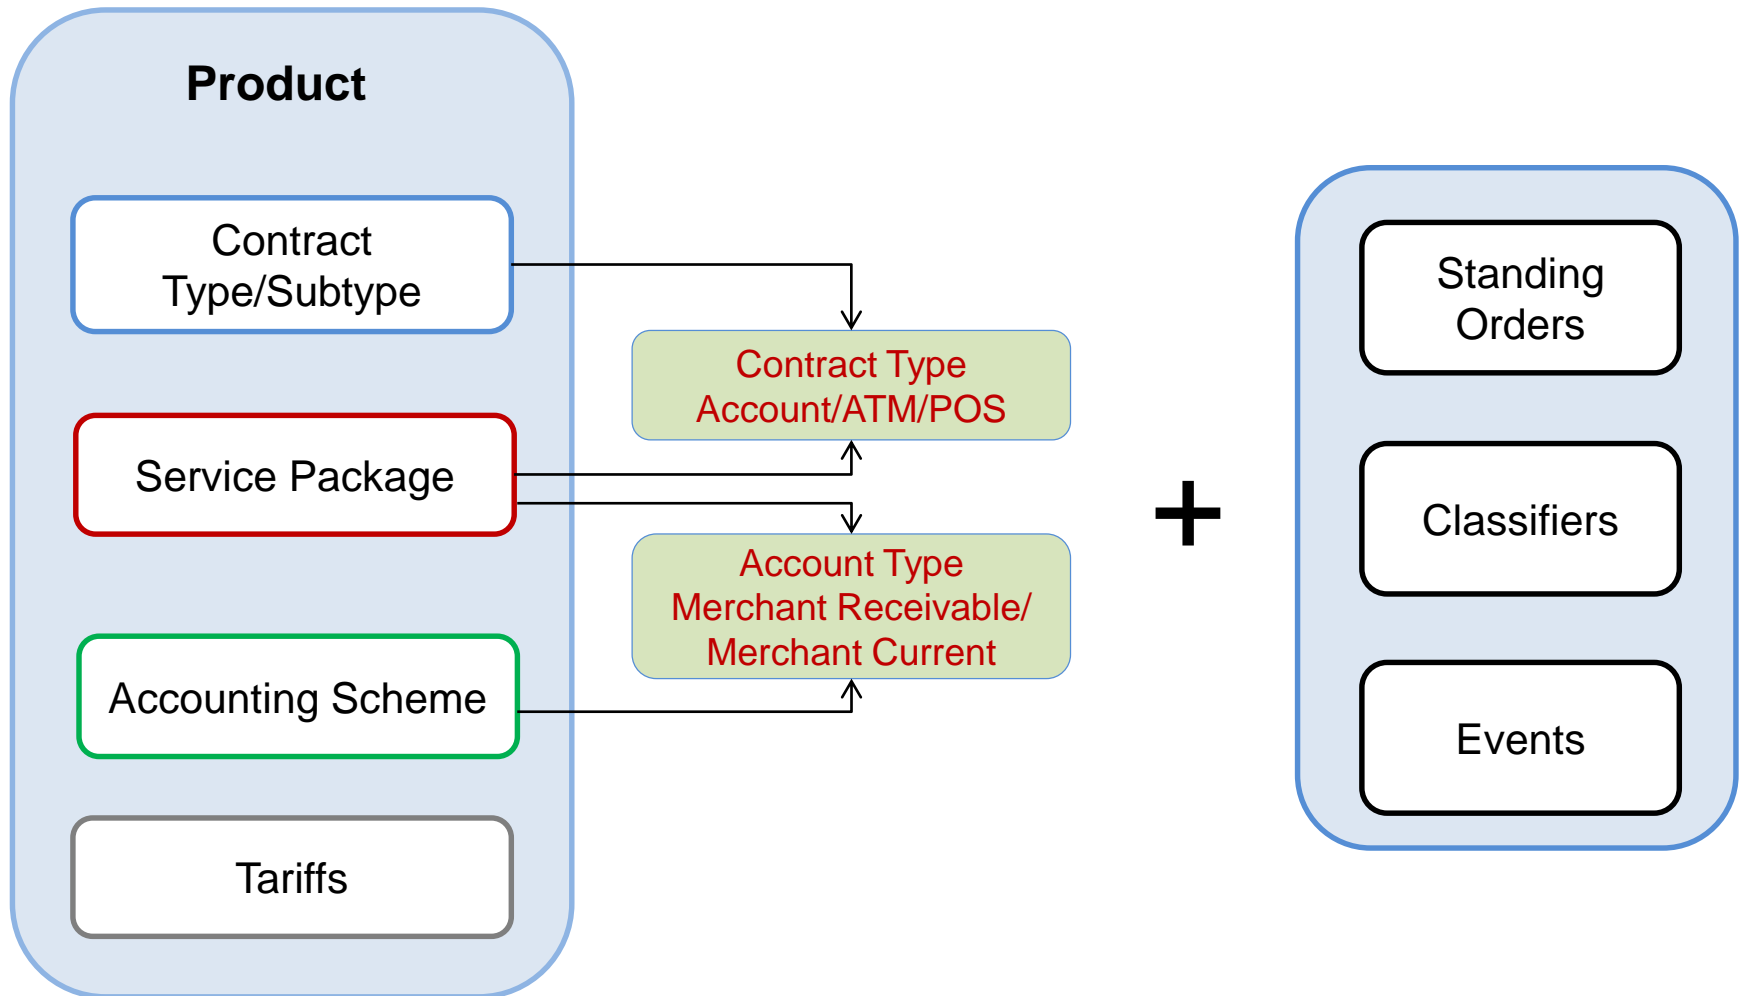 Product
Contract
Type/Subtype
Service Package
Accounting Scheme
Tariffs
Contract Type
Account/ATM/POS
Account Type
Merchant Receivable/
Merchant Current
+
Standing
Orders
Classifiers
Events